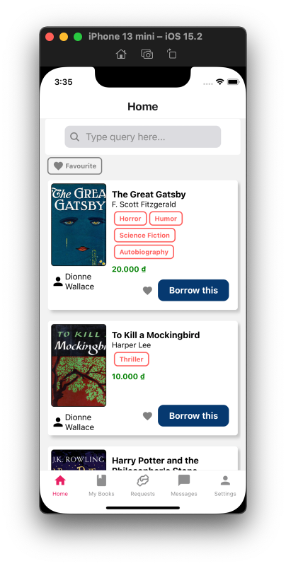 iPhone 13 mini – iOS 15.2
3:35
Home
Type query here...
Favourite
THE GREAT
GATSBY
The Great Gatsby
F. Scott Fitzgerald
Horror
Humor
Science Fiction
Autobiography
20.000 đ
Dionne
Wallace
Borrow this
TO KILL A
Mockingbird
To Kill a Mockingbird
Harper Lee
Thriller
10.000 đ
Dionne
Wallace
Borrow this
J.K. ROWLING
Harry Potter and the
Philosopher's Stone
Home
My Books
Requests
Messages
Settings